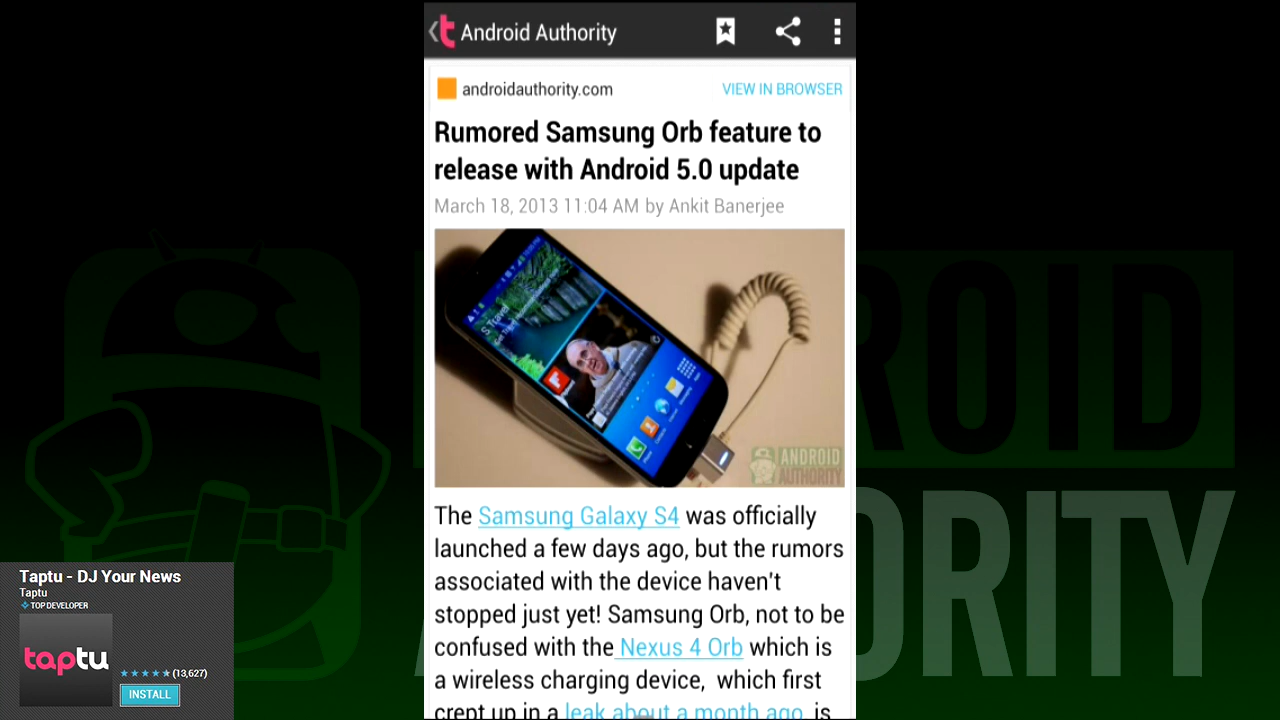 Android Authority
androidauthority.com
VIEW IN BROWSER
Rumored Samsung Orb feature to
release with Android 5.0 update
March 18, 2013 11:04 AM by Ankit Banerjee
S Travel
ANDROID
AUTHORITY
The Samsung Galaxy S4 was officially
launched a few days ago, but the rumors
associated with the device haven't
stopped just yet! Samsung Orb, not to be
confused with the Nexus 4 Orb which is
a wireless charging device, which first
crept up in a leak about a month ago, is
OID
ORITY
Taptu - DJ Your News
Taptu
TOP DEVELOPER
taptu
(13,627)
INSTALL